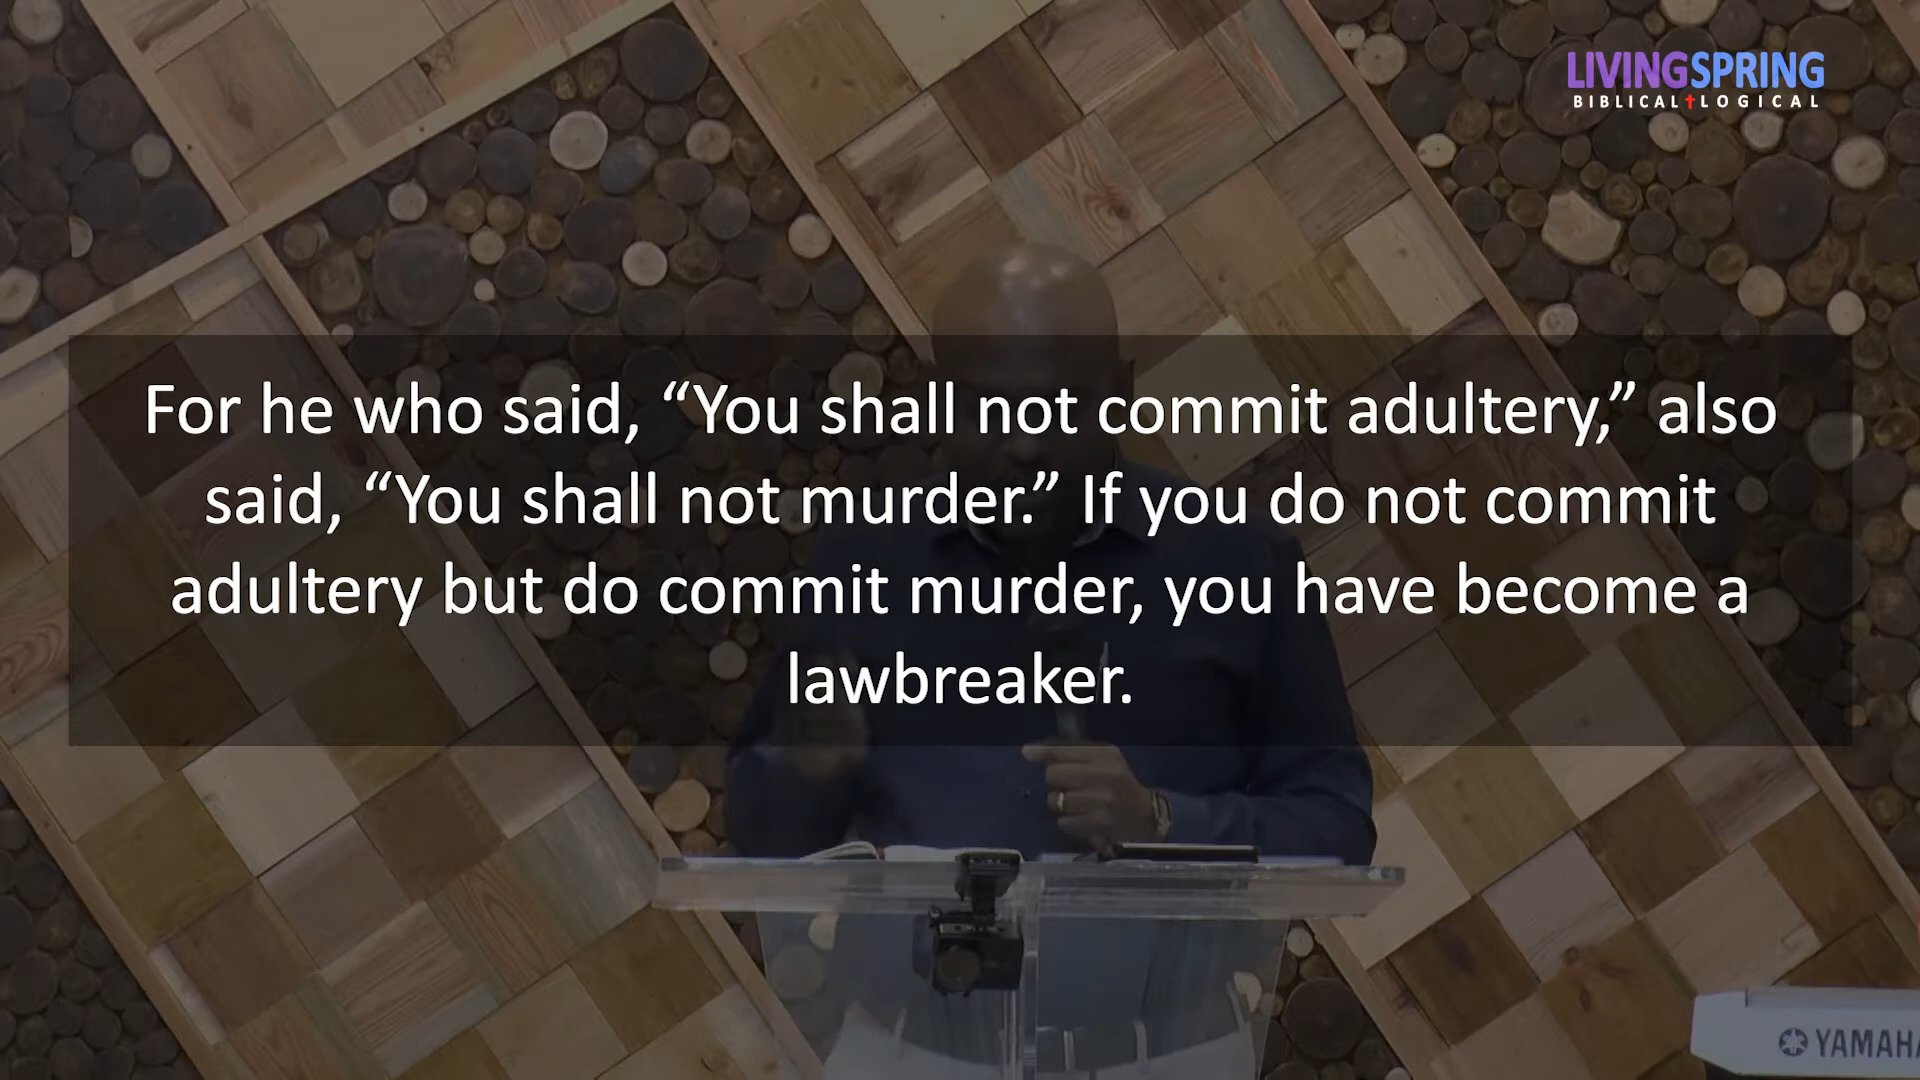 LIVINGSPRING
BIBLICAL LOGICAL
For he who said, “You shall not commit adultery,” also
said, “You shall not murder.” If you do not commit
adultery but do commit murder, you have become a
lawbreaker.
YAMAHA